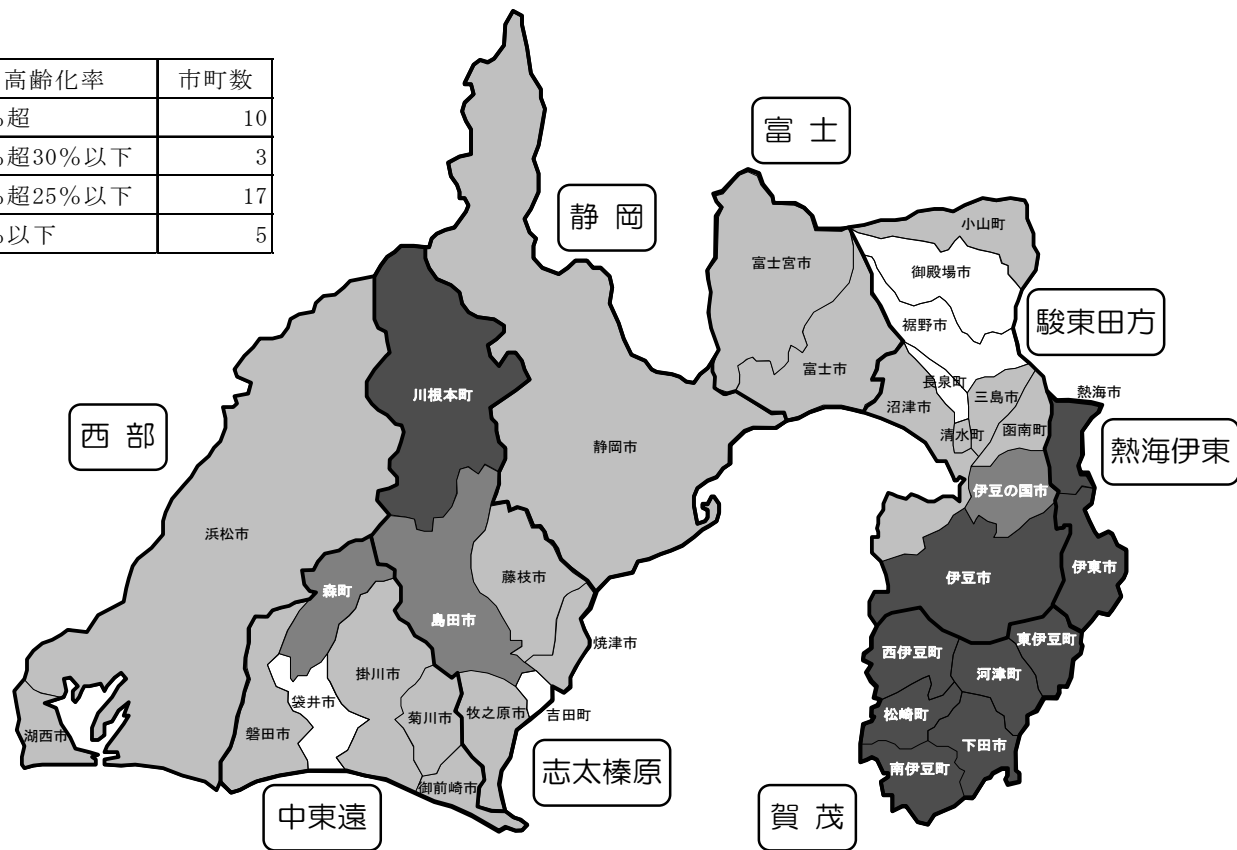 高齢化率 市町数
％超 10
％超30％以下 3
％超25％以下 17
％以下 5
富士
静岡
小山町
富士宮市
御殿場市
駿東田方
裾野市
富士市
長泉町
熱海市
川根本町
三島市
沼津市
西部
清水町
函南町
静岡市
熱海伊東
伊豆の国市
浜松市
藤枝市
伊豆市
伊東市
森町
島田市
焼津市
東伊豆町
西伊豆町
掛川市
河津町
袋井市
牧之原市
吉田町
松崎町
菊川市
湖西市
磐田市
下田市
志太榛原
南伊豆町
御前崎市
中東遠
賀茂